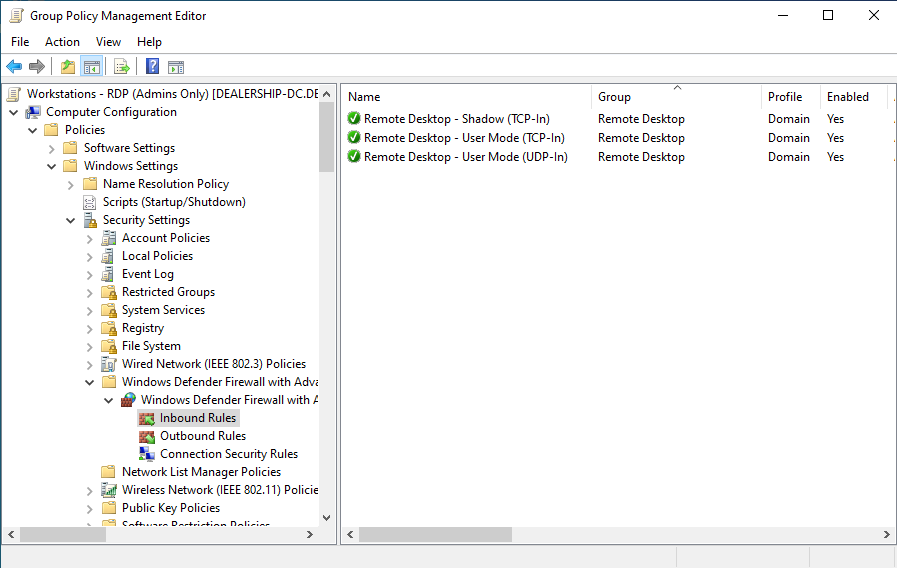 Group Policy Management Editor
File Action View Help
Workstations - RDP (Admins Only) [DEALERSHIP-DC.DE
Computer Configuration
Policies
Software Settings
Windows Settings
Name Resolution Policy
Scripts (Startup/Shutdown)
Security Settings
Account Policies
Local Policies
Event Log
Restricted Groups
System Services
Registry
File System
Wired Network (IEEE 802.3) Policies
Windows Defender Firewall with Adva
Windows Defender Firewall with A
Inbound Rules
Outbound Rules
Connection Security Rules
Network List Manager Policies
Wireless Network (IEEE 802.11) Policie
Public Key Policies
Software Restriction Policies
Name Group Profile Enabled
Remote Desktop - Shadow (TCP-In) Remote Desktop Domain Yes
Remote Desktop - User Mode (TCP-In) Remote Desktop Domain Yes
Remote Desktop - User Mode (UDP-In) Remote Desktop Domain Yes